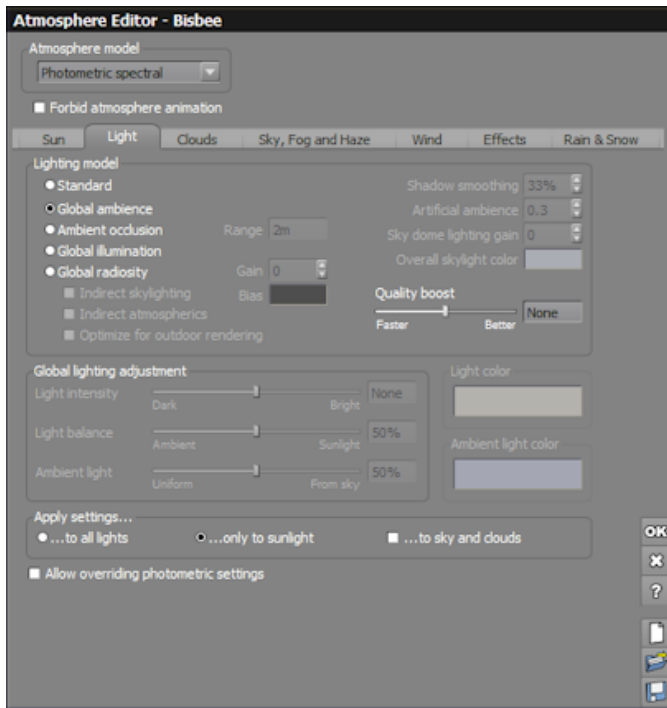 Atmosphere Editor - Bisbee
Atmosphere model
Photometric spectral
Forbid atmosphere animation
Sun Light Clouds Sky, Fog and Haze Wind Effects Rain & Snow
Lighting model
Standard
Shadow smoothing 33%
Global ambience
Artificial ambience 0.3
Ambient occlusion Range 2m
Sky dome lighting gain 0
Global illumination
Overall skylight color
Global radiosity Gain 0
Indirect skylighting Bias
Quality boost
Indirect atmospherics
None
Faster Better
Optimize for outdoor rendering
Global lighting adjustment
Light color
Light intensity None
Dark Bright
Light balance 50%
Ambient Sunlight
Ambient light color
Ambient light 50%
Uniform From sky
Apply settings...
...to all lights ...only to sunlight ...to sky and clouds
OK
Allow overriding photometric settings
?